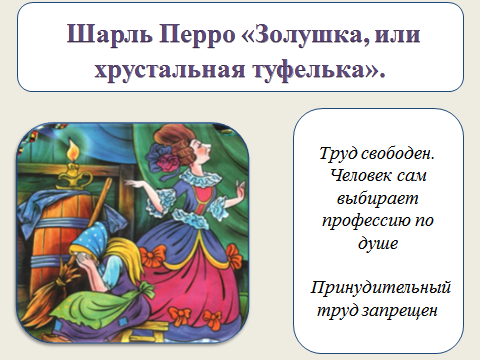 Шарль Перро «Золушка, или
хрустальная туфелька».
Труд свободен.
Человек сам
выбирает
профессию по
душе
Принудительный
труд запрещен